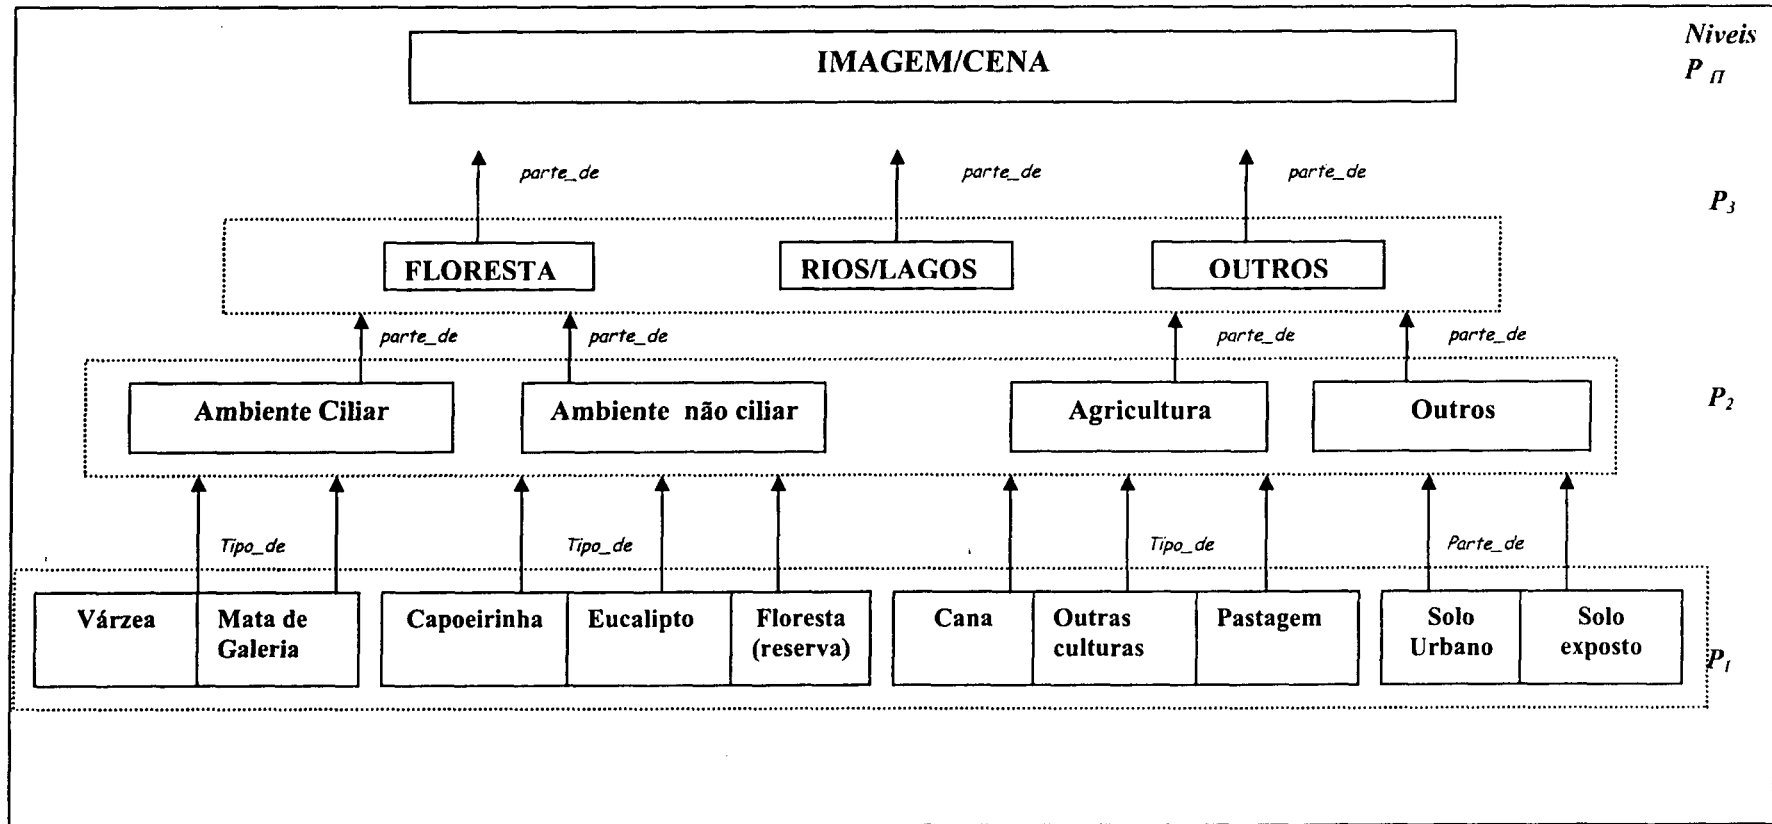 Niveis
IMAGEM/CENA
P Π
parte_de parte_de parte_de
P3
FLORESTA RIOS/LAGOS OUTROS
parte_de parte_de parte_de parte_de
Ambiente Ciliar Ambiente não ciliar Agricultura Outros
P2
Tipo_de Tipo_de Tipo_de Parte_de
Várzea Mata de Capoeirinha Eucalipto Floresta Cana Outras Pastagem Solo Solo
Galeria (reserva) culturas Urbano exposto
P1